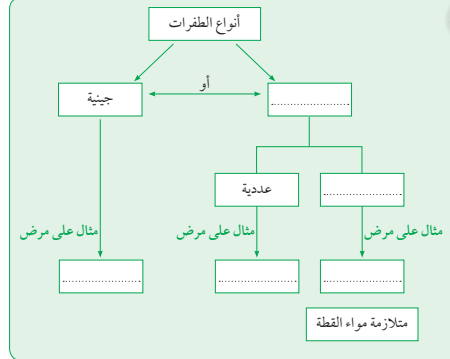 أنواع الطفرات
أو
جينية
......................
عددية
......................
مثال على مرض
مثال على مرض
مثال على مرض
......................
......................
......................
متلازمة مواء القطة